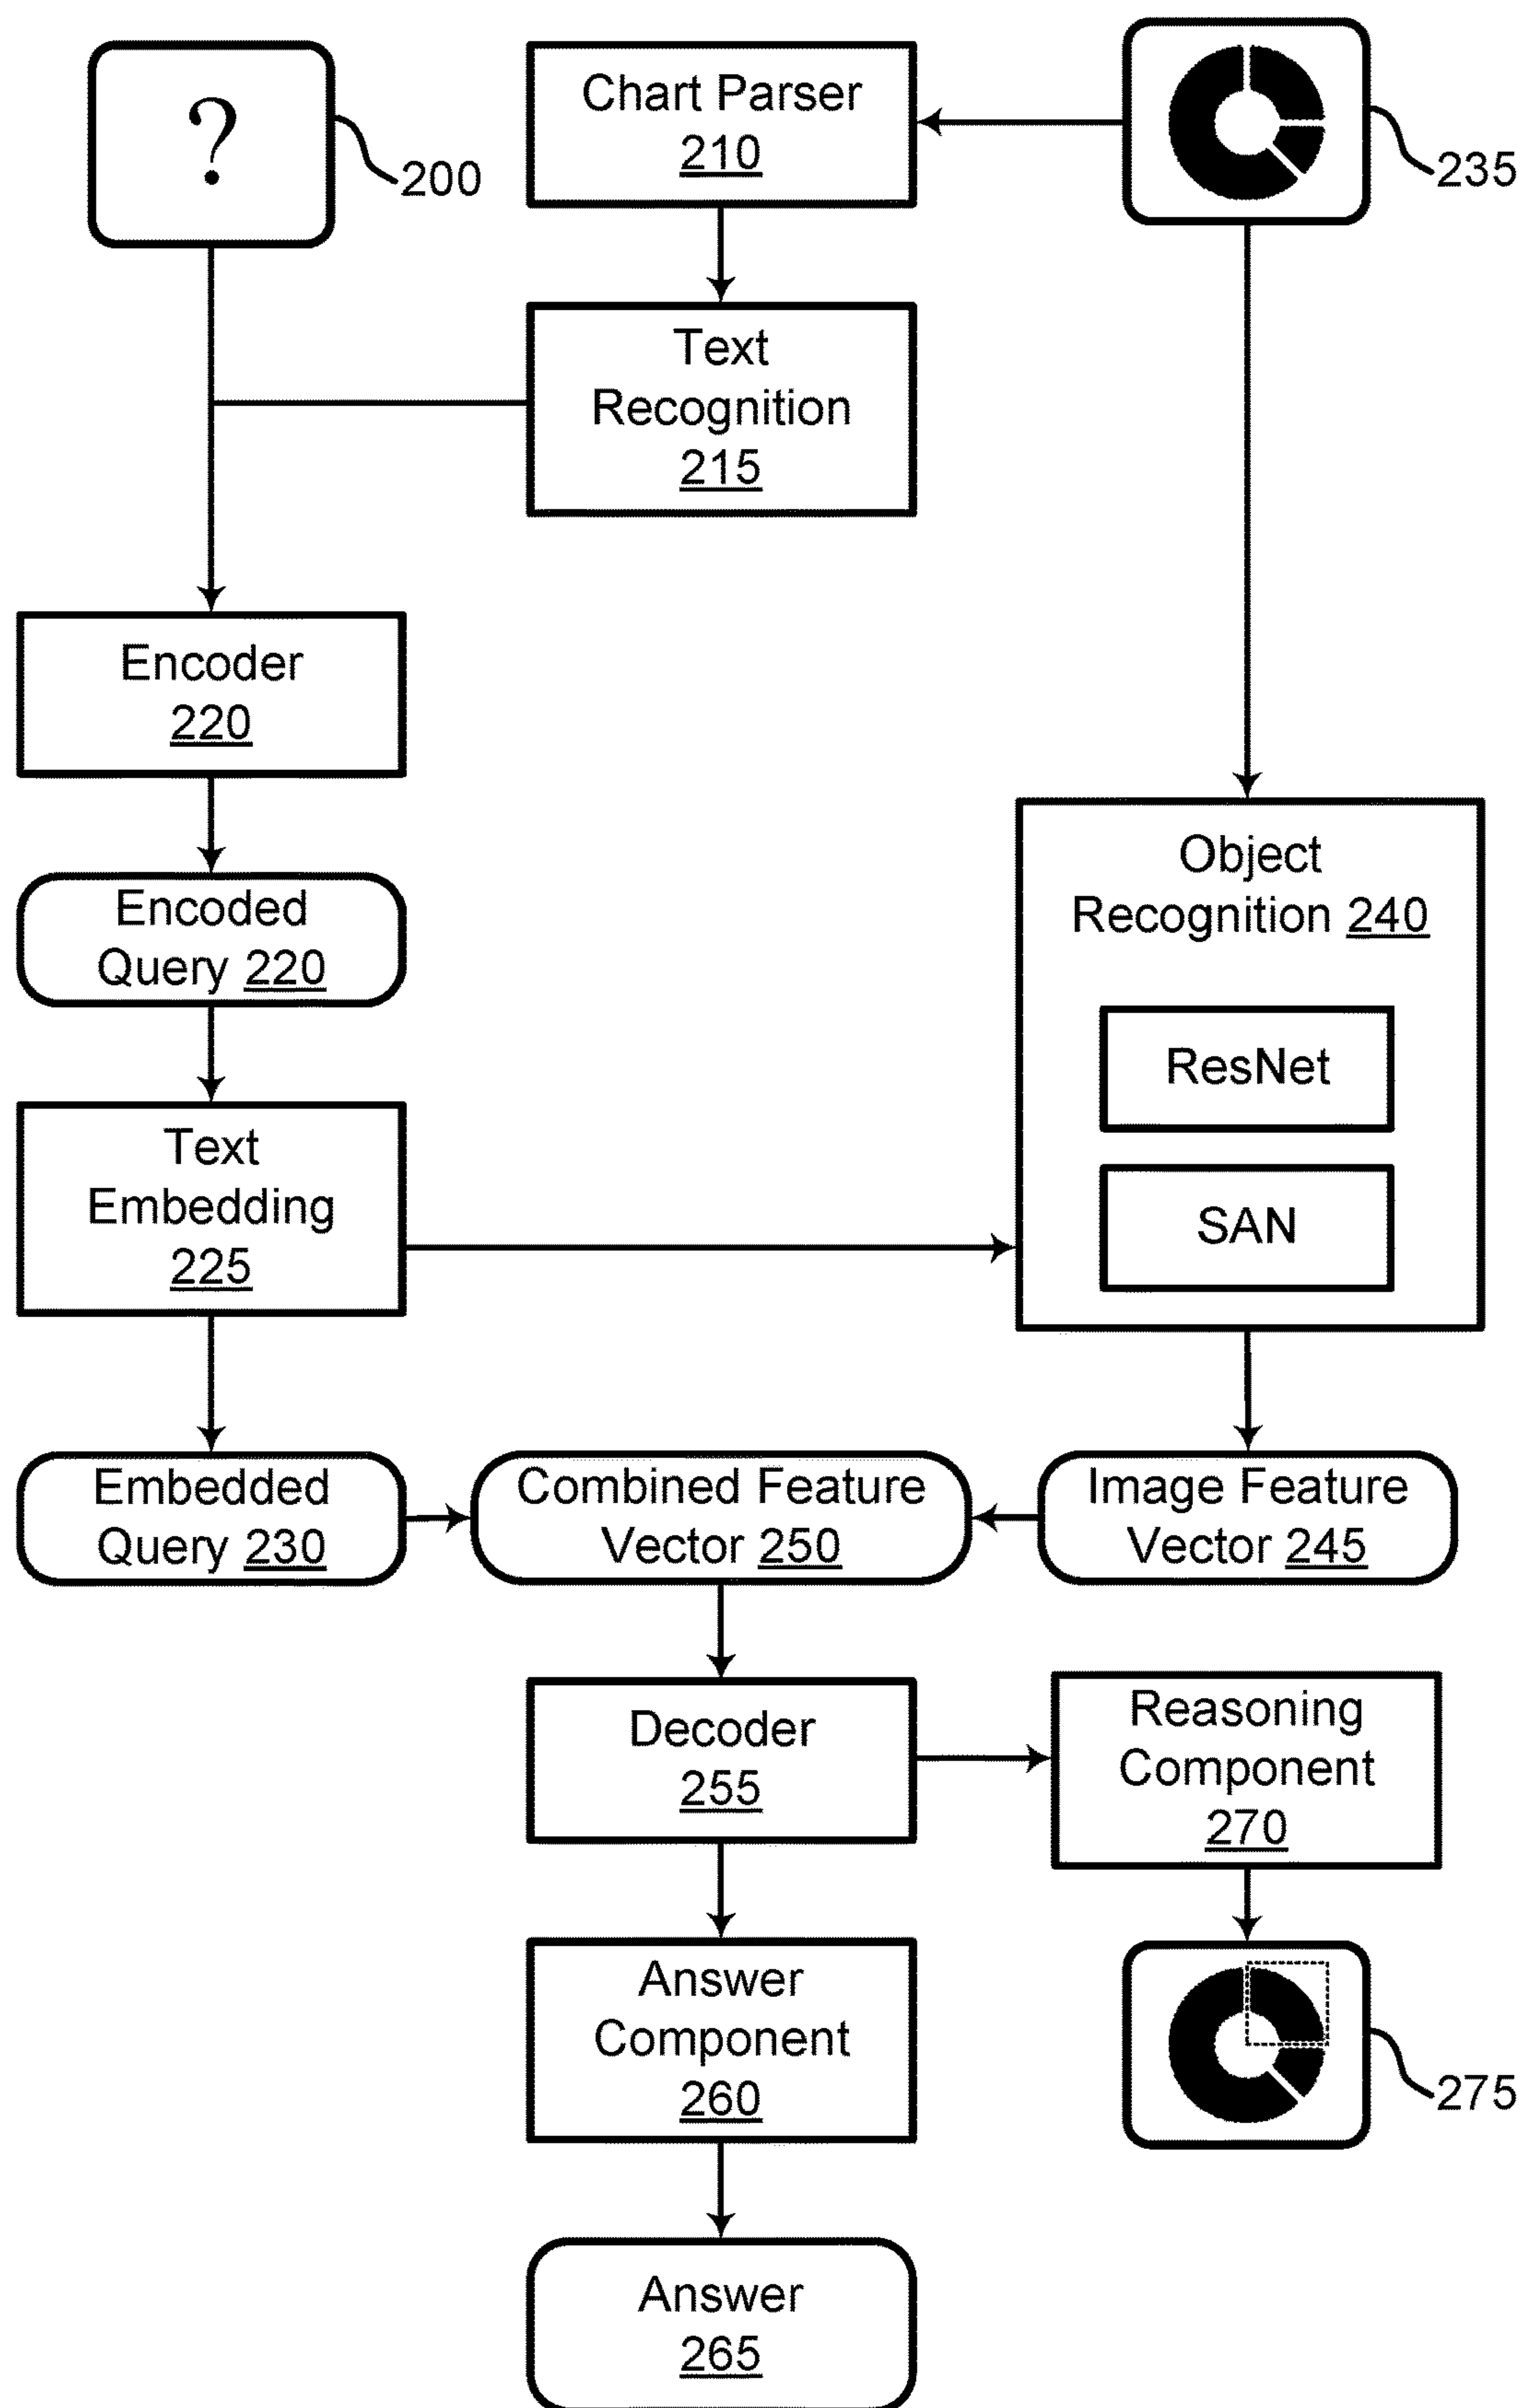 ?
200
Chart Parser
210
235
Text
Recognition
215
Encoder
220
Encoded
Query 220
Object
Recognition 240
ResNet
SAN
Text
Embedding
225
Embedded
Query 230
Combined Feature
Vector 250
Image Feature
Vector 245
Decoder
255
Reasoning
Component
270
Answer
Component
260
275
Answer
265